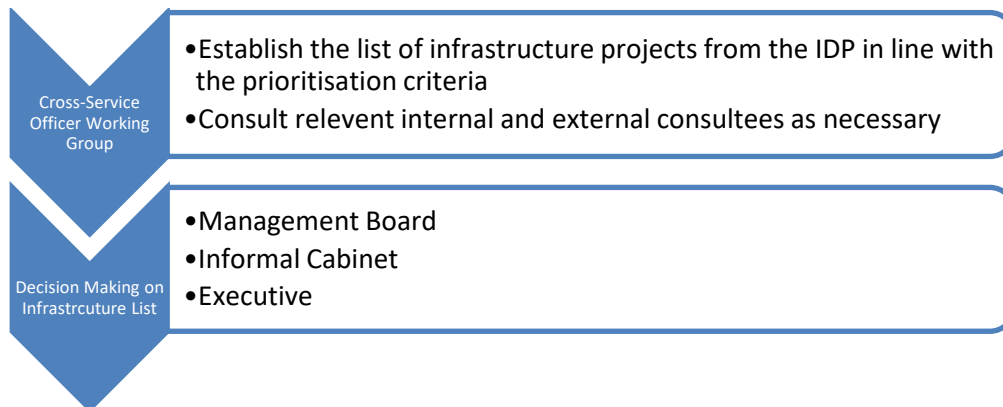 Cross-Service
Officer Working
Group
•Establish the list of infrastructure projects from the IDP in line with
the prioritisation criteria
•Consult relevent internal and external consultees as necessary
Decision Making on
Infrastrcuture List
•Management Board
•Informal Cabinet
•Executive